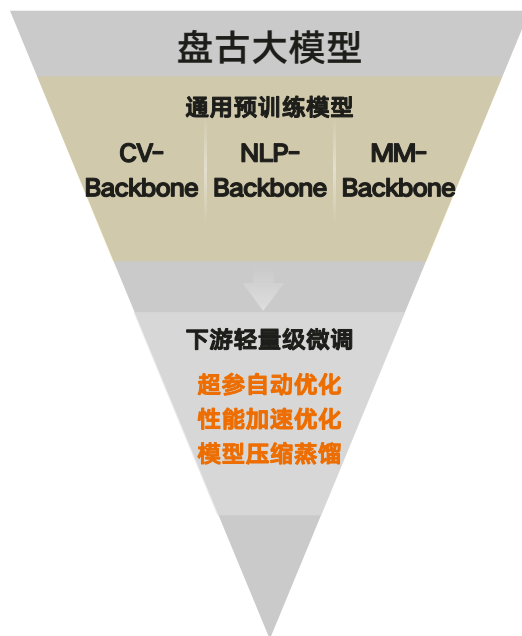 盘古大模型
通用预训练模型
CV-
Backbone
NLP-
Backbone
MM-
Backbone
下游轻量级微调
超参自动优化
性能加速优化
模型压缩蒸馏